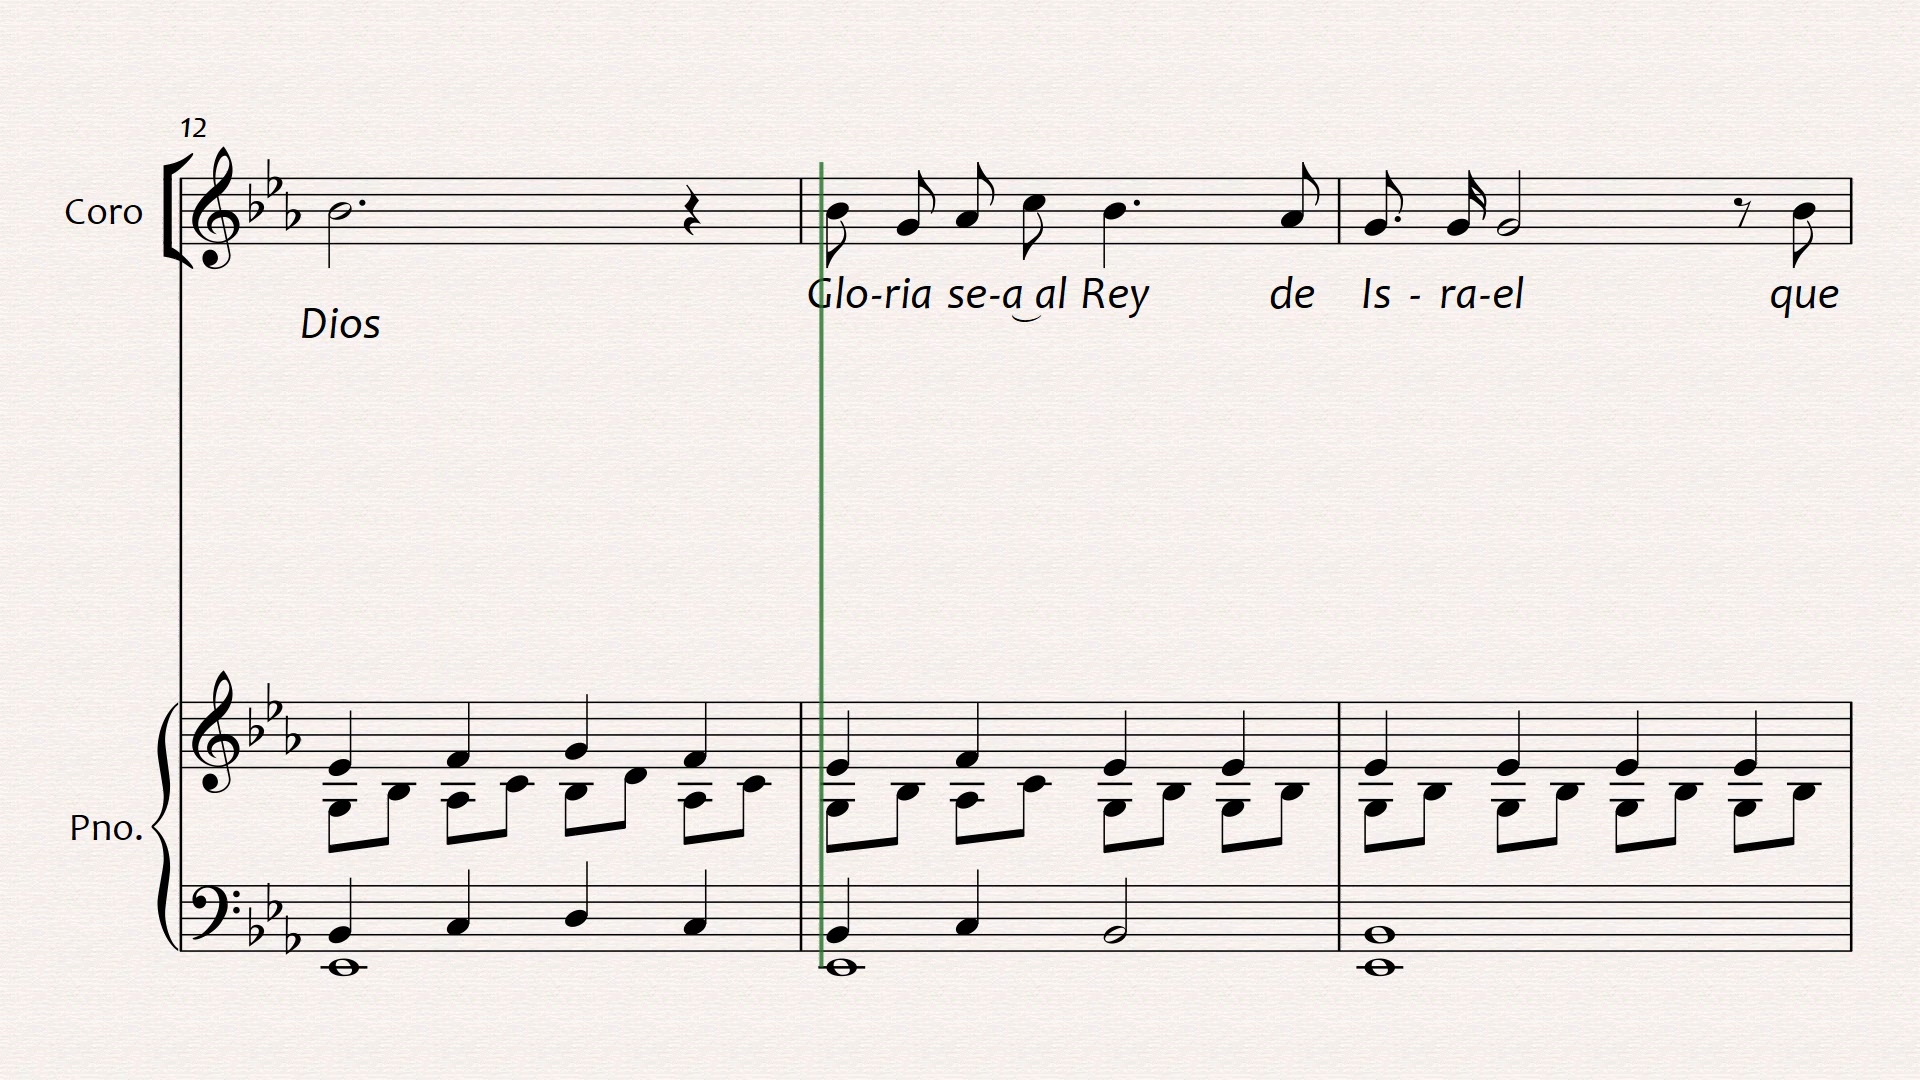 12
Coro
Glo-ria se-a al Rey de Is - ra-el que
Dios
Pno.